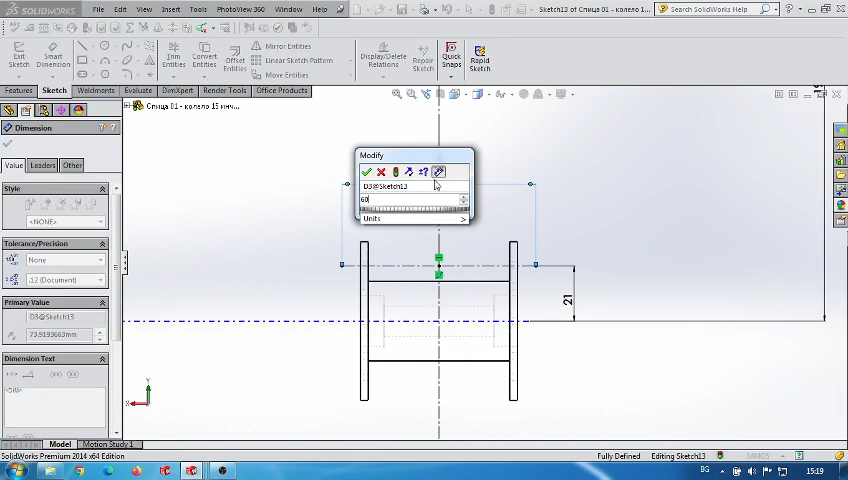 SOLIDWORKS File Edit View Insert Tools PhotoView 360 Window Help Sketch13 of Спица 01 - колело 1... Search SolidWorks Help
Exit Sketch Smart Dimension Trim Entities Convert Entities Offset Entities Mirror Entities Linear Sketch Pattern Move Entities Display/Delete Relations Repair Sketch Quick Snaps Rapid Sketch
Features Sketch Weldments Evaluate DimXpert Render Tools Office Products
Спица 01 - колело 15 инч...
Dimension
Value Leaders Other
Style
<NONE>
Tolerance/Precision
None
.12 (Document)
Primary Value
D3@Sketch13
73.9193663mm
Dimension Text
<DIM>
Modify
D3@Sketch13
60
Units >
21
Y
X
Model Motion Study 1
SolidWorks Premium 2014 x64 Edition Fully Defined Editing Sketch13 MMGS
BG 15:19